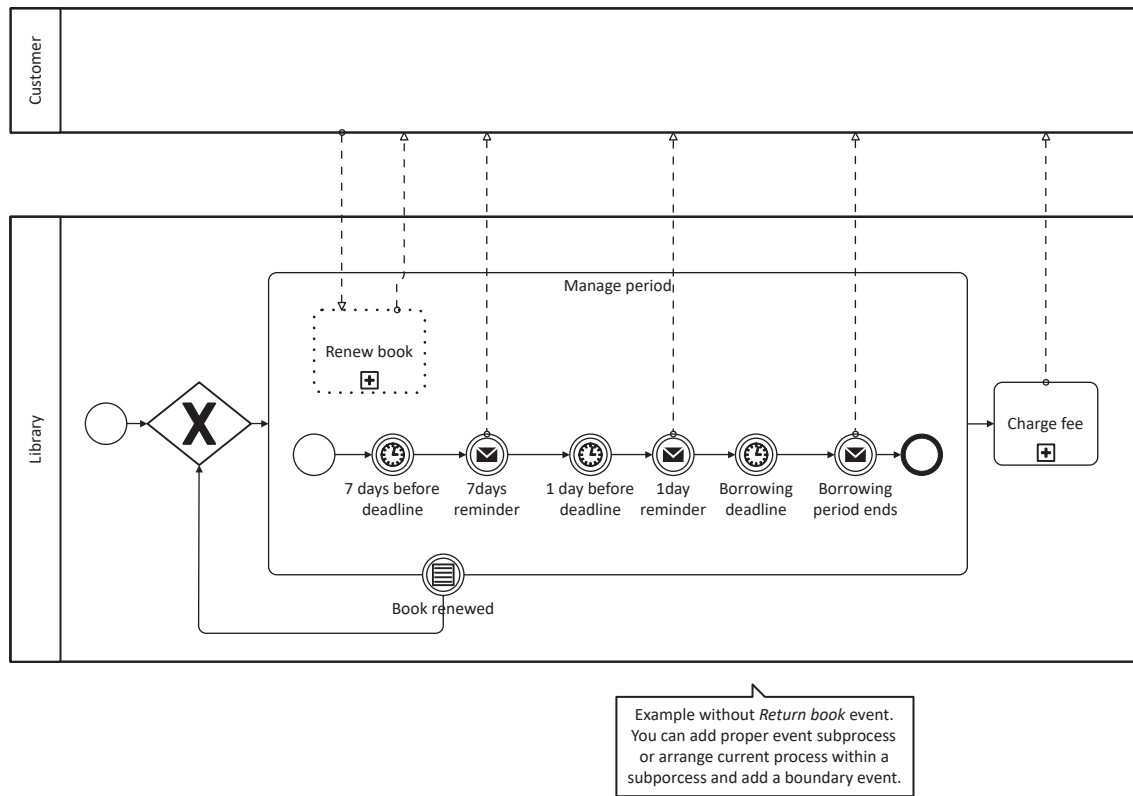 Customer
Library
Manage period
Renew book
X
Charge fee
7 days before
deadline
7days
reminder
1 day before
deadline
1day
reminder
Borrowing
deadline
Borrowing
period ends
Book renewed
Example without Return book event.
You can add proper event subprocess
or arrange current process within a
subporcess and add a boundary event.